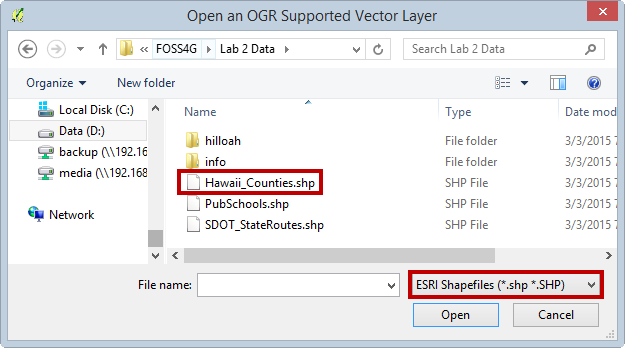 Open an OGR Supported Vector Layer
« FOSS4G Lab 2 Data
Search Lab 2 Data
Organize New folder
Local Disk (C:)
Data (D:)
backup (\\192.16
media (\\192.168
Network
Name Type Date mod
hilloah File folder 3/3/2015 7
info File folder 3/3/2015 7
Hawaii_Counties.shp SHP File 3/3/2015 7
PubSchools.shp SHP File 3/3/2015 7
SDOT_StateRoutes.shp SHP File 3/3/2015 7
File name: ESRI Shapefiles (*.shp *.SHP)
Open Cancel